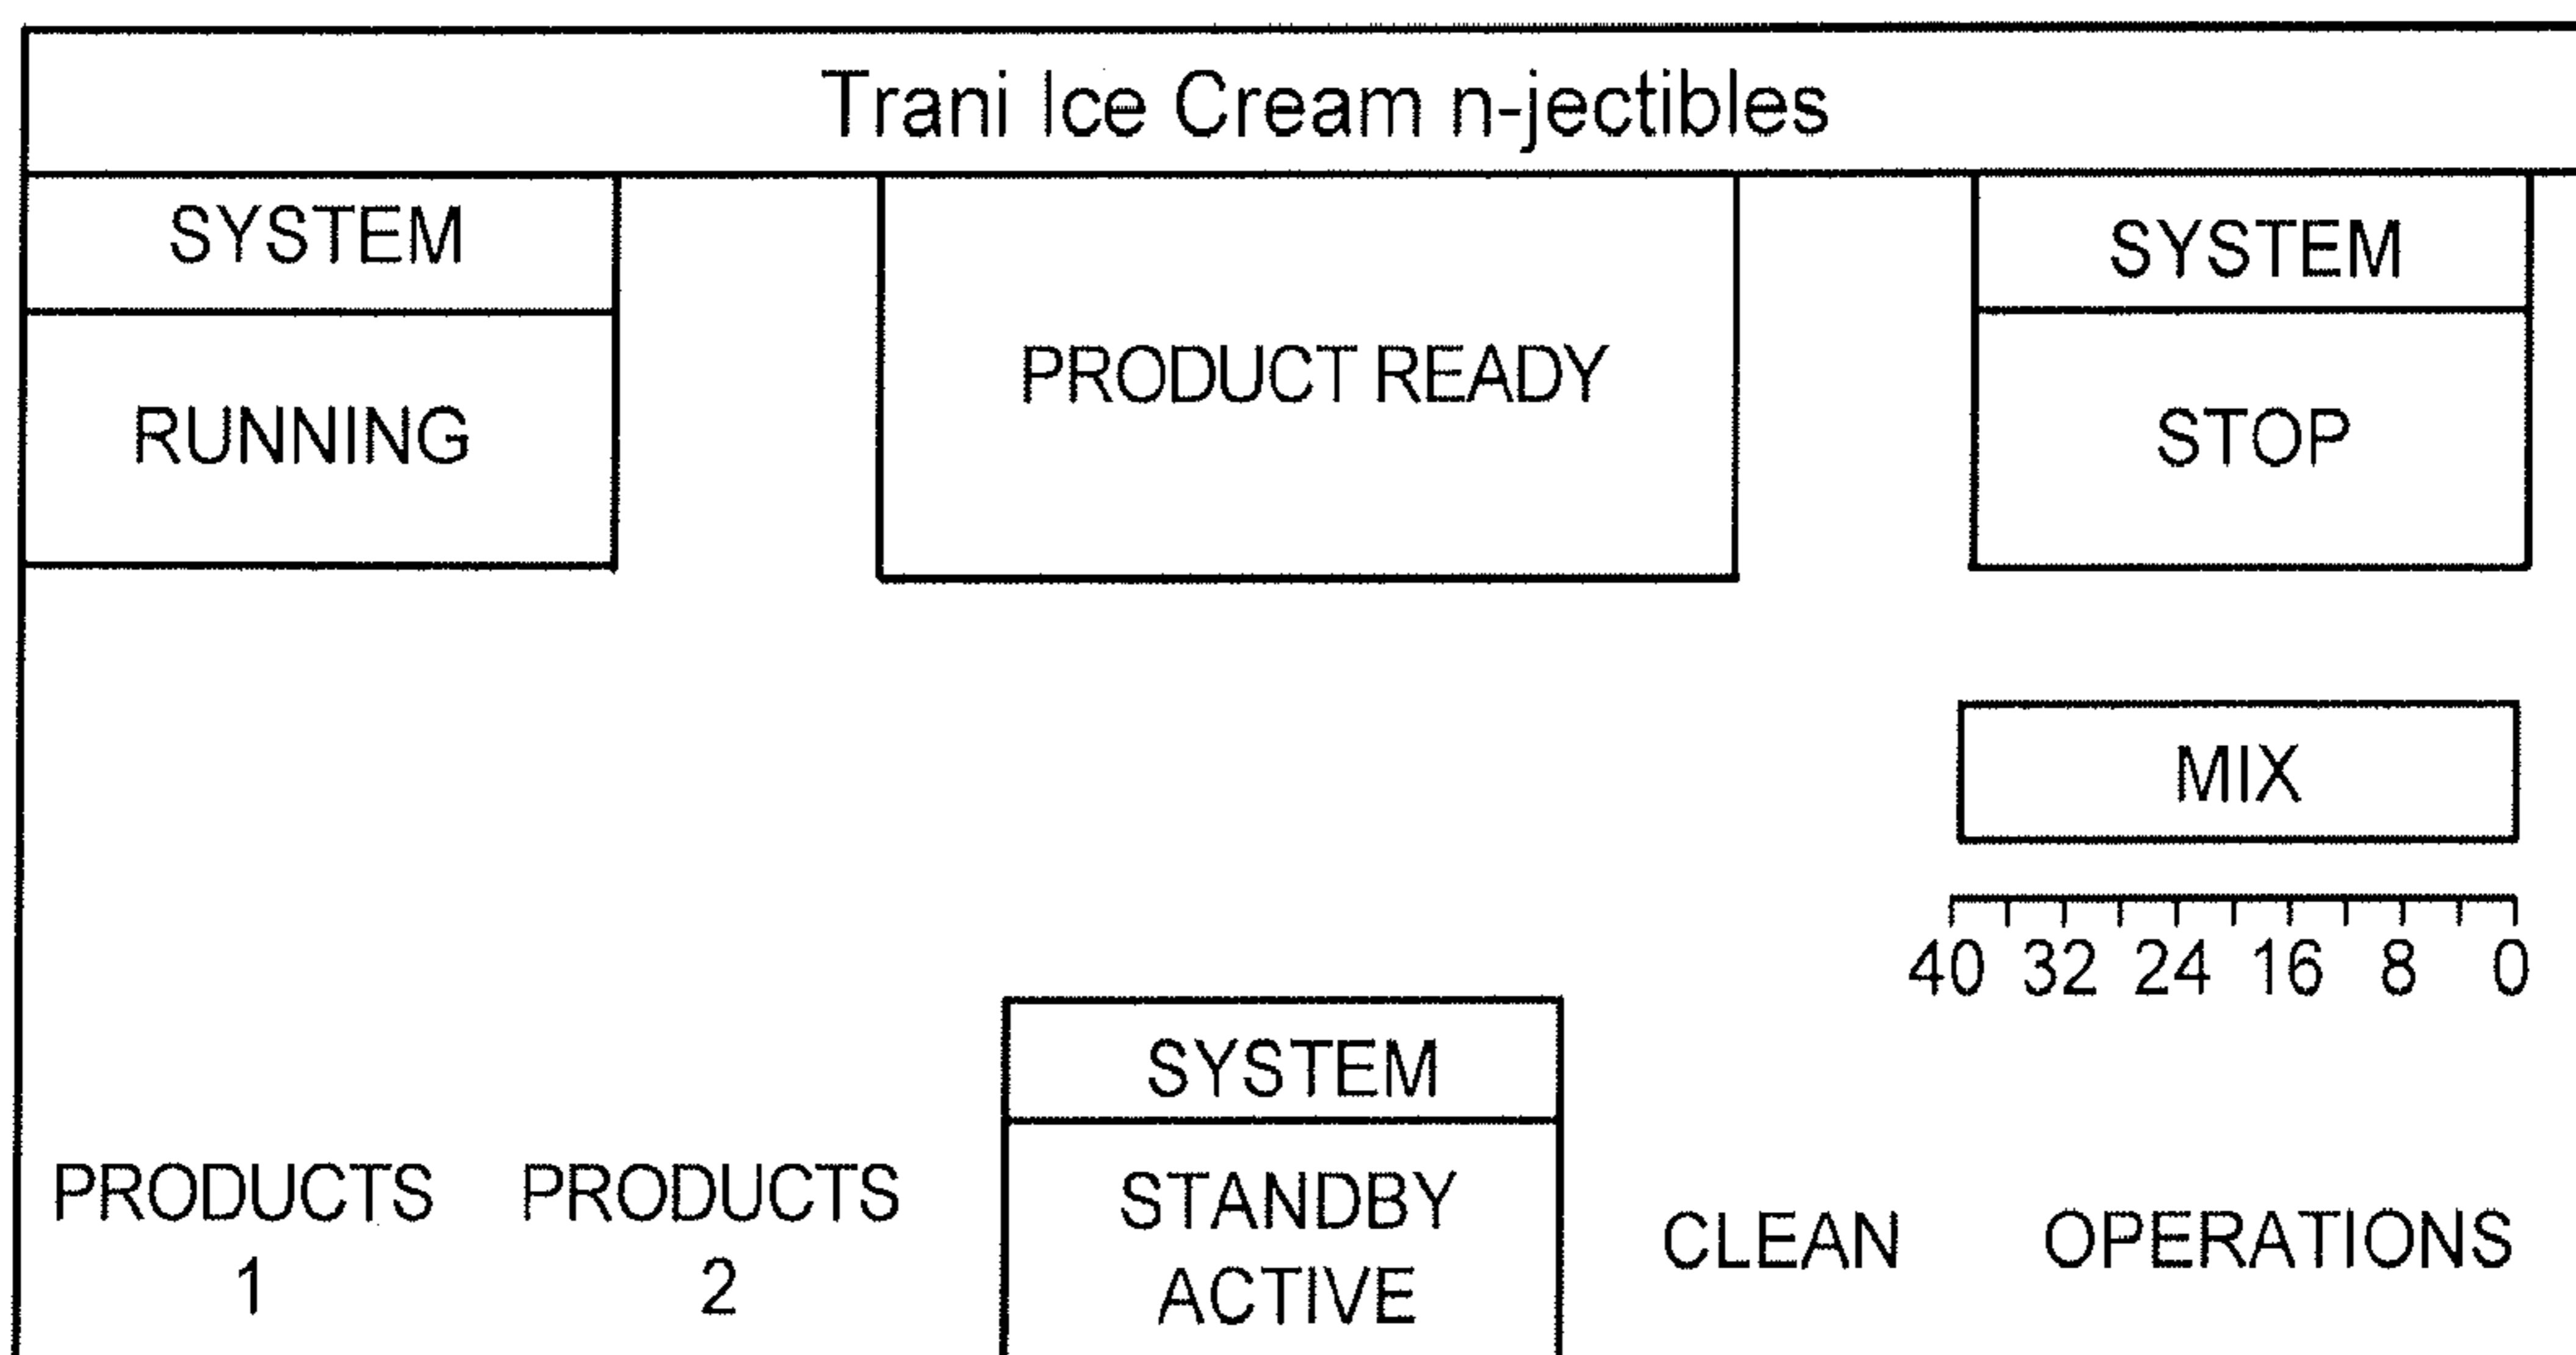 Trani Ice Cream n-jectibles
SYSTEM
RUNNING
PRODUCT READY
SYSTEM
STOP
MIX
40 32 24 16 8 0
PRODUCTS
1
PRODUCTS
2
SYSTEM
STANDBY
ACTIVE
CLEAN
OPERATIONS